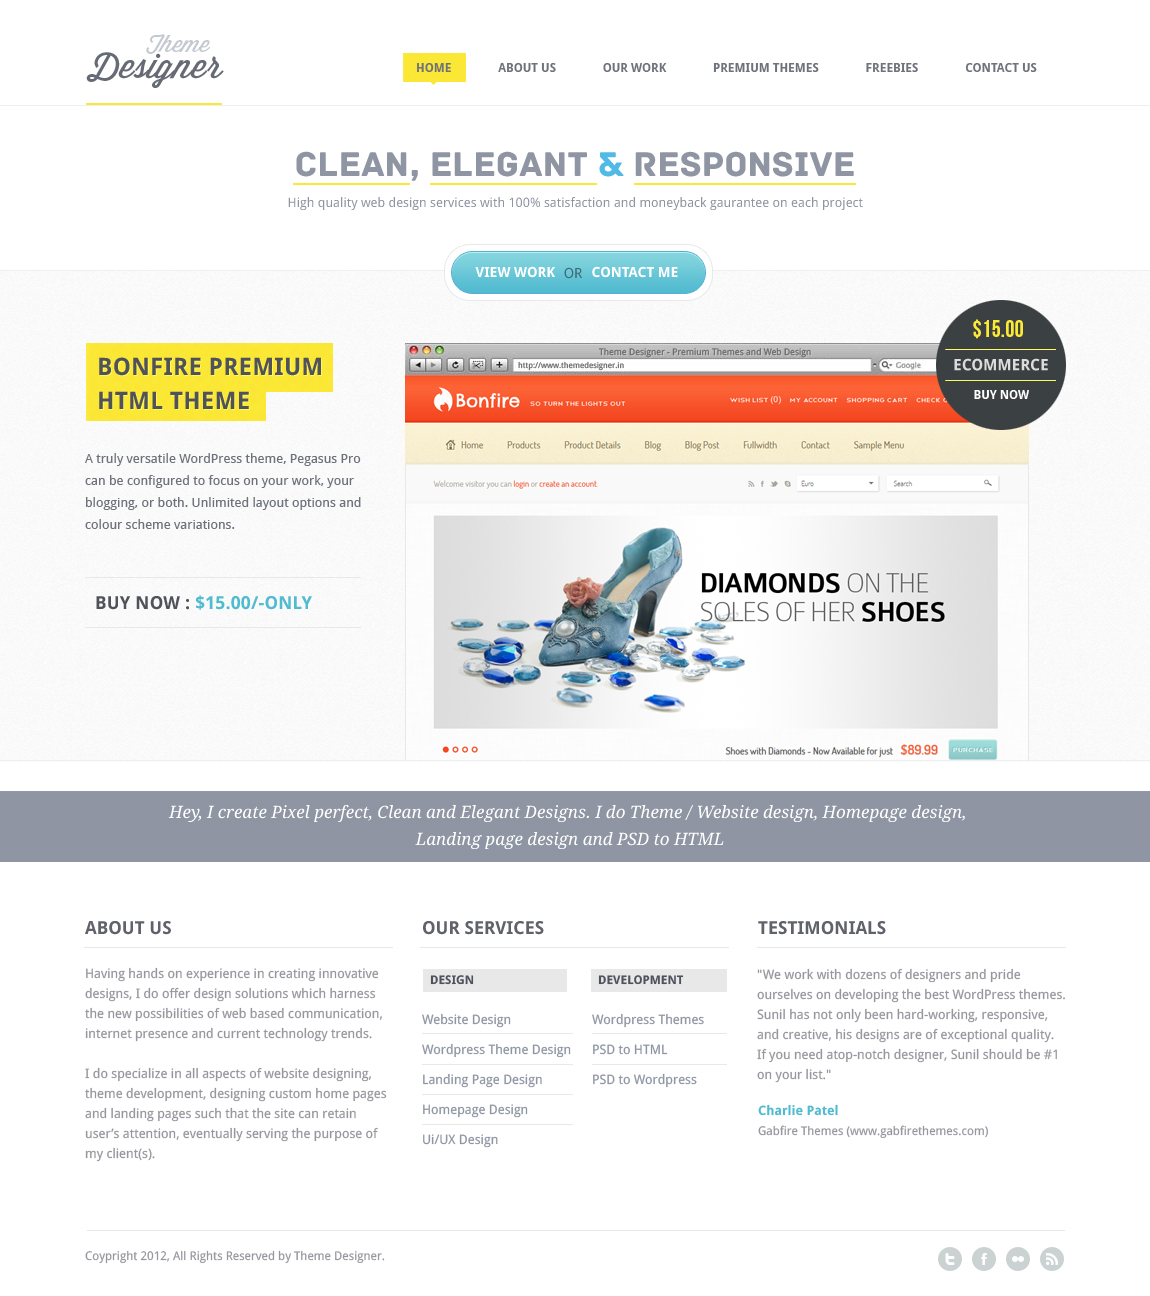 Theme
Designer
HOME ABOUT US OUR WORK PREMIUM THEMES FREEBIES CONTACT US
CLEAN, ELEGANT & RESPONSIVE
High quality web design services with 100% satisfaction and moneyback gaurantee on each project
VIEW WORK OR CONTACT ME
BONFIRE PREMIUM
HTML THEME
A truly versatile WordPress theme, Pegasus Pro
can be configured to focus on your work, your
blogging, or both. Unlimited layout options and
colour scheme variations.
BUY NOW : $15.00/-ONLY
$15.00
ECOMMERCE
BUY NOW
Theme Designer - Premium Themes and Web Design
http://www.themedesigner.in
Google
Bonfire SO TURN THE LIGHTS OUT
WISH LIST (0) MY ACCOUNT SHOPPING CART CHECK O
Home Products Product Details Blog Blog Post Fullwidth Contact Sample Menu
Welcome visitor you can login or create an account
Euro
Search
DIAMONDS ON THE
SOLES OF HER SHOES
Shoes with Diamonds - Now Available for just $89.99 PURCHASE
Hey, I create Pixel perfect, Clean and Elegant Designs. I do Theme / Website design, Homepage design,
Landing page design and PSD to HTML
ABOUT US
Having hands on experience in creating innovative
designs, I do offer design solutions which harness
the new possibilities of web based communication,
internet presence and current technology trends.
I do specialize in all aspects of website designing,
theme development, designing custom home pages
and landing pages such that the site can retain
user's attention, eventually serving the purpose of
my client(s).
OUR SERVICES
DESIGN
Website Design
Wordpress Theme Design
Landing Page Design
Homepage Design
Ui/UX Design
DEVELOPMENT
Wordpress Themes
PSD to HTML
PSD to Wordpress
TESTIMONIALS
"We work with dozens of designers and pride
ourselves on developing the best WordPress themes.
Sunil has not only been hard-working, responsive,
and creative, his designs are of exceptional quality.
If you need atop-notch designer, Sunil should be #1
on your list."
Charlie Patel
Gabfire Themes (www.gabfirethemes.com)
Coypright 2012, All Rights Reserved by Theme Designer.